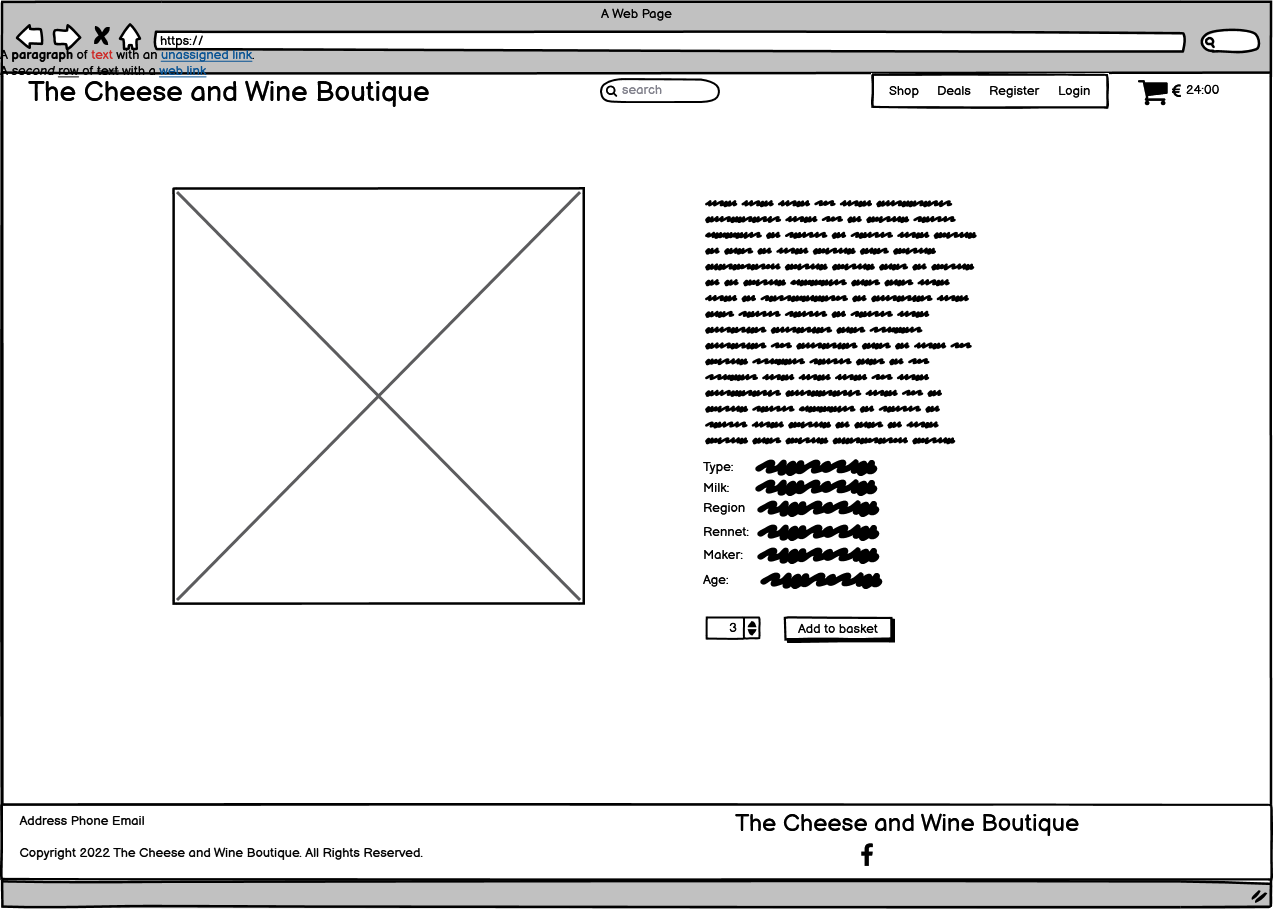 A Web Page
https://
A paragraph of text with an unassigned link.
A second row of text with a web link
The Cheese and Wine Boutique
search
Shop Deals Register Login
€ 24:00
Type:
Milk:
Region
Rennet:
Maker:
Age:
3
Add to basket
Address Phone Email
The Cheese and Wine Boutique
Copyright 2022 The Cheese and Wine Boutique. All Rights Reserved.